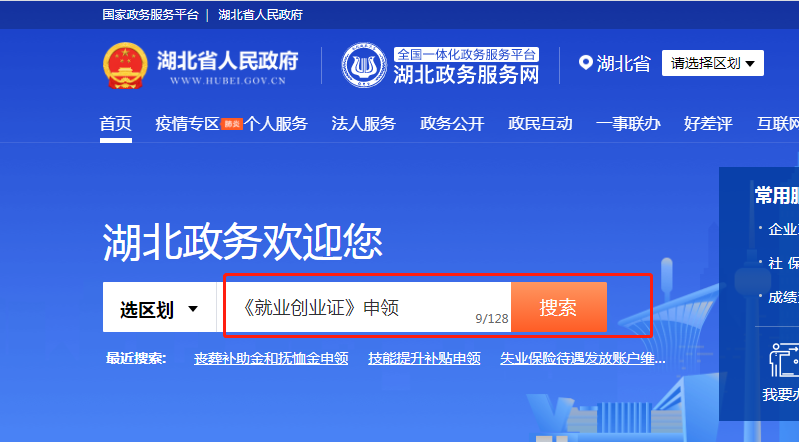 国家政务服务平台 | 湖北省人民政府
湖北省人民政府
WWW.HUBEI.GOV.CN
全国一体化政务服务平台
湖北政务服务网
湖北省
请选择区划
首页 疫情专区 个人服务 法人服务 政务公开 政民互动 一事联办 好差评 互联网
常用服
湖北政务欢迎您
· 企业
· 社 保
· 成绩
选区划
《就业创业证》申领
9/128
搜索
最近搜索: 丧葬补助金和抚恤金申领 技能提升补贴申领 失业保险待遇发放账户维...
我要办